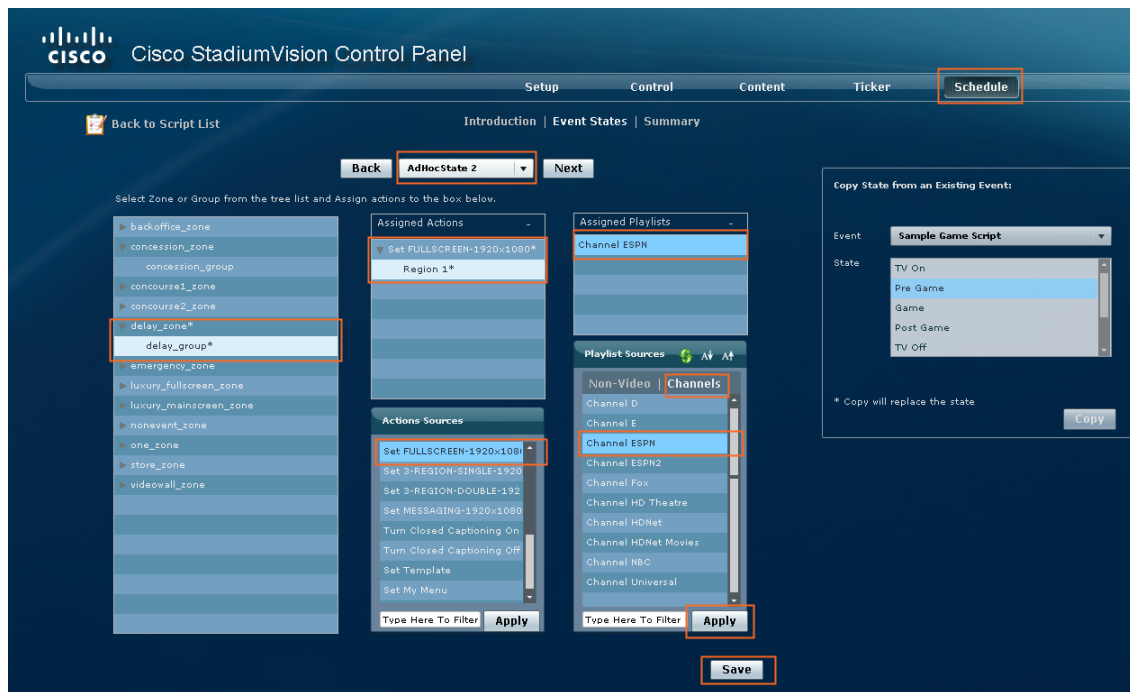 CISCO Cisco StadiumVision Control Panel
Setup Control Content Ticker Schedule
Back to Script List
Introduction | Event States | Summary
Back AdHocState 2 Next
Select Zone or Group from the tree list and Assign actions to the box below.
backoffice_zone
concession_zone
concession_group
concourse1_zone
concourse2_zone
delay_zone*
delay_group*
emergency_zone
luxury_fullscreen_zone
luxury_mainscreen_zone
nonevent_zone
one_zone
store_zone
videowall_zone
Assigned Actions -
Set FULLSCREEN-1920x1080*
Region 1*
Actions Sources
Set FULLSCREEN-1920x108
Set 3-REGION-SINGLE-1920
Set 3-REGION-DOUBLE-192
Set MESSAGING-1920x1080
Turn Closed Captioning On
Turn Closed Captioning Off
Set Template
Set My Menu
Type Here To Filter Apply
Assigned Playlists -
Channel ESPN
Playlist Sources A A
Non-Video | Channels
Channel D
Channel E
Channel ESPN
Channel ESPN2
Channel Fox
Channel HD Theatre
Channel HDNet
Channel HDNet Movies
Channel NBC
Channel Universal
Type Here To Filter Apply
Save
Copy State from an Existing Event:
Event Sample Game Script
State
TV On
Pre Game
Game
Post Game
TV Off
* Copy will replace the state
Copy